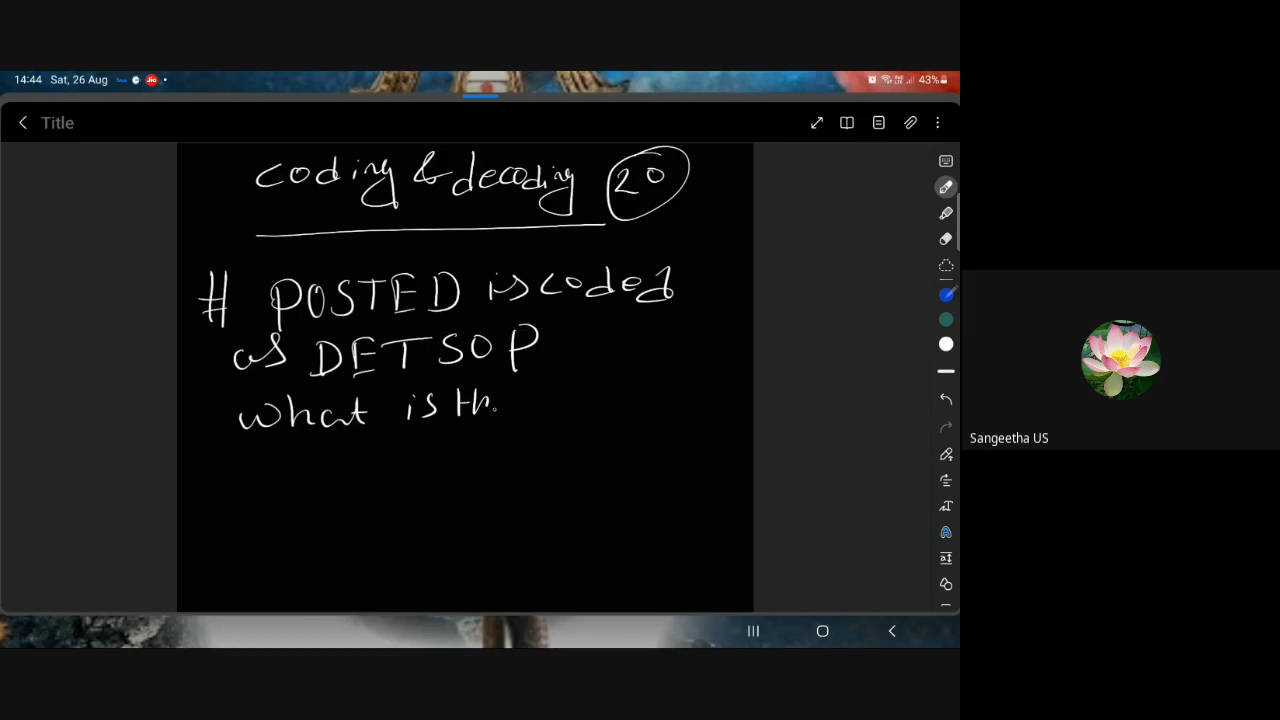 14:44 Sat, 26 Aug
43%
Title
coding & decoding 20
# POSTED is coded
as DETSOP
what is th
Sangeetha US